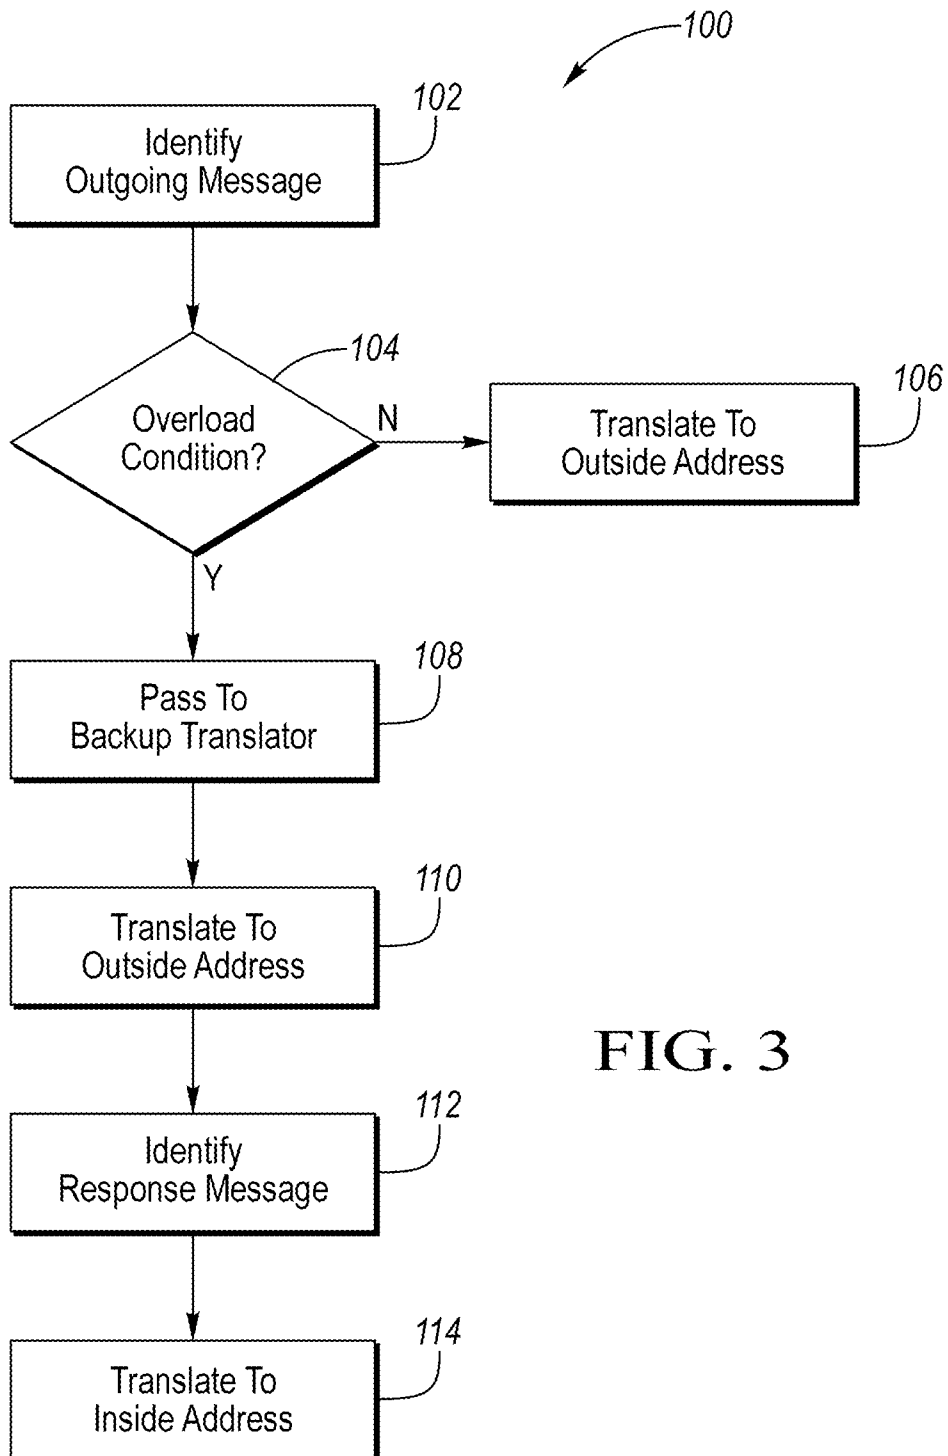 100
102
Identify
Outgoing Message
104
Overload
Condition?
N
106
Translate To
Outside Address
Y
108
Pass To
Backup Translator
110
Translate To
Outside Address
FIG. 3
112
Identify
Response Message
114
Translate To
Inside Address